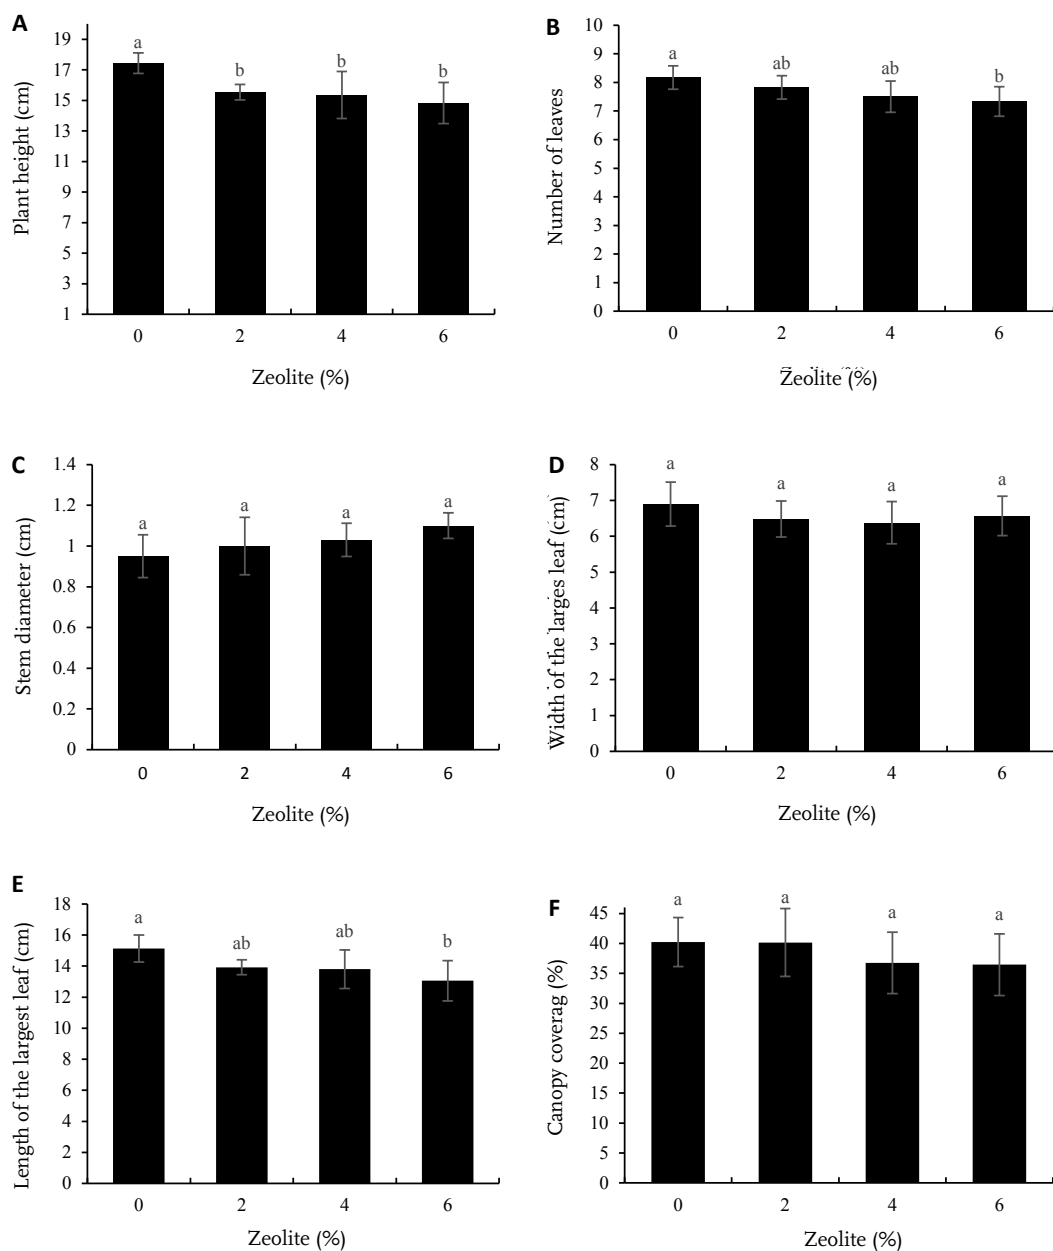 A
Plant height (cm)
19
17
15
13
11
9
7
5
3
1
a
b
b
b
0 2 4 6
Zeolite (%)
B
Number of leaves
10
9
8
7
6
5
4
3
2
1
0
a
ab
ab
b
0 2 4 6
Zeolite (%)
C
Stem diameter (cm)
1.4
1.2
1
0.8
0.6
0.4
0.2
0
a
a
a
a
0 2 4 6
Zeolite (%)
D
Width of the larges leaf (cm)
8
7
6
5
4
3
2
1
0
a
a
a
a
0 2 4 6
Zeolite (%)
E
Length of the largest leaf (cm)
18
16
14
12
10
8
6
4
2
0
a
ab
ab
b
0 2 4 6
Zeolite (%)
F
Canopy coverag (%)
45
40
35
30
25
20
15
10
5
0
a
a
a
a
0 2 4 6
Zeolite (%)